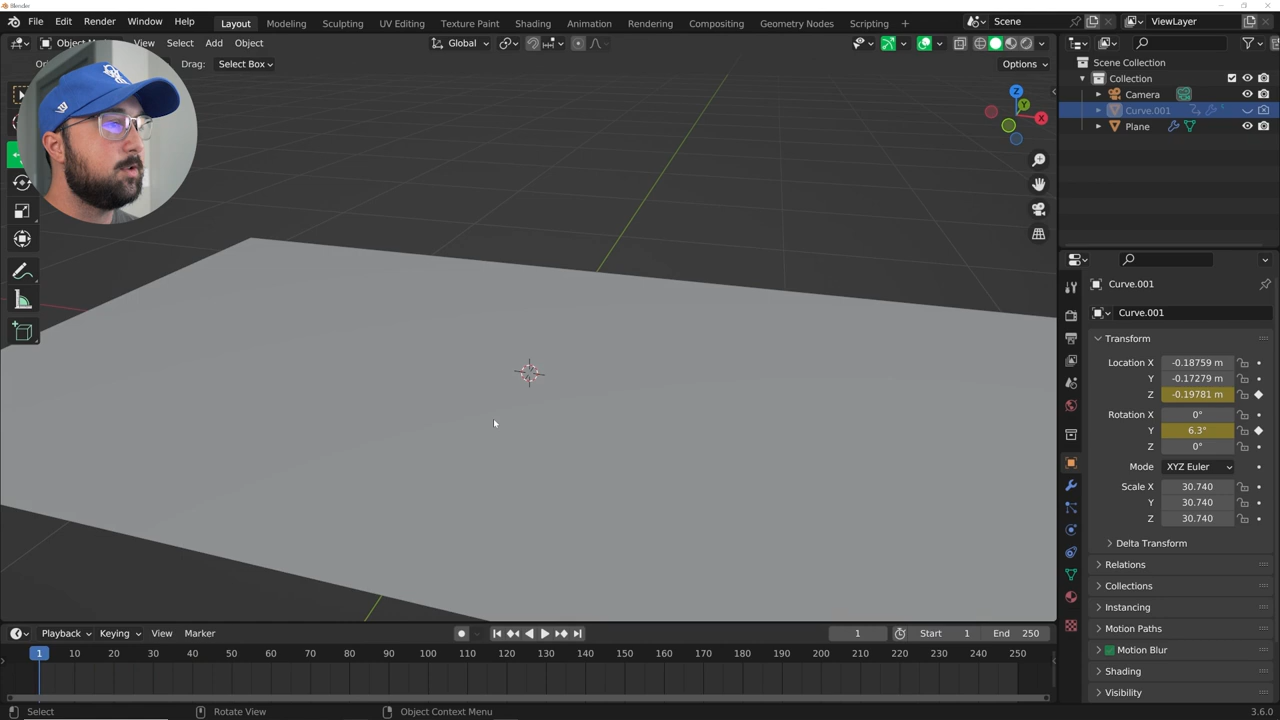 Blender
File Edit Render Window Help
Layout Modeling Sculpting UV Editing Texture Paint Shading Animation Rendering Compositing Geometry Nodes Scripting +
Scene
ViewLayer
View Select Add Object
Global
Drag: Select Box
Options
Z
Y
X
Scene Collection
Collection
Camera
Curve.001
Plane
Curve.001
Curve.001
Transform
Location X -0.18759 m
Y -0.17279 m
Z -0.19781 m
Rotation X 0°
Y 6.3°
Z 0°
Mode XYZ Euler
Scale X 30.740
Y 30.740
Z 30.740
Delta Transform
Relations
Collections
Instancing
Motion Paths
Motion Blur
Shading
Visibility
Playback Keying View Marker
1 Start 1 End 250
1 10 20 30 40 50 60 70 80 90 100 110 120 130 140 150 160 170 180 190 200 210 220 230 240 250
Select Rotate View Object Context Menu 3.6.0